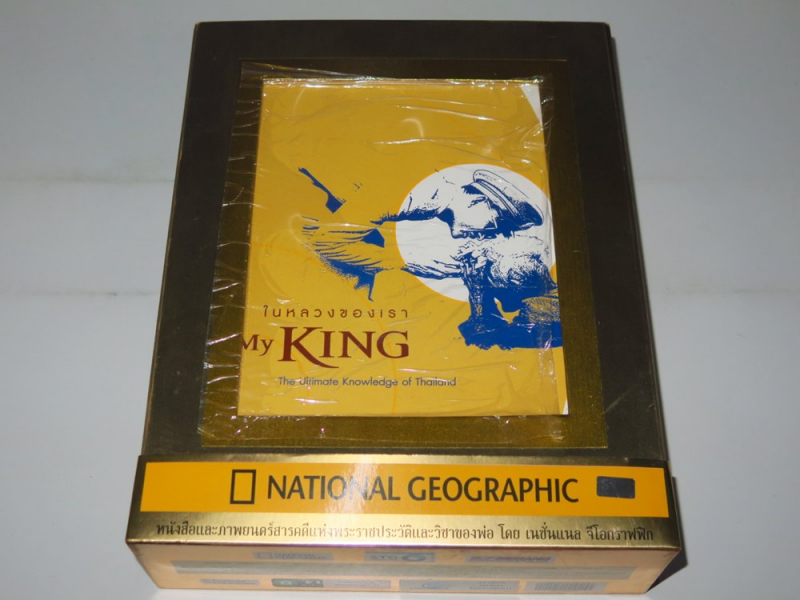 ในหลวงของเรา
My KING
The Ultimate Knowledge of Thailand
NATIONAL GEOGRAPHIC
หนังสือและภาพยนตร์สารคดีแห่งพระราชประวัติและวิชาของพ่อ โดย เนชั่นแนล จีโอกราฟฟิก